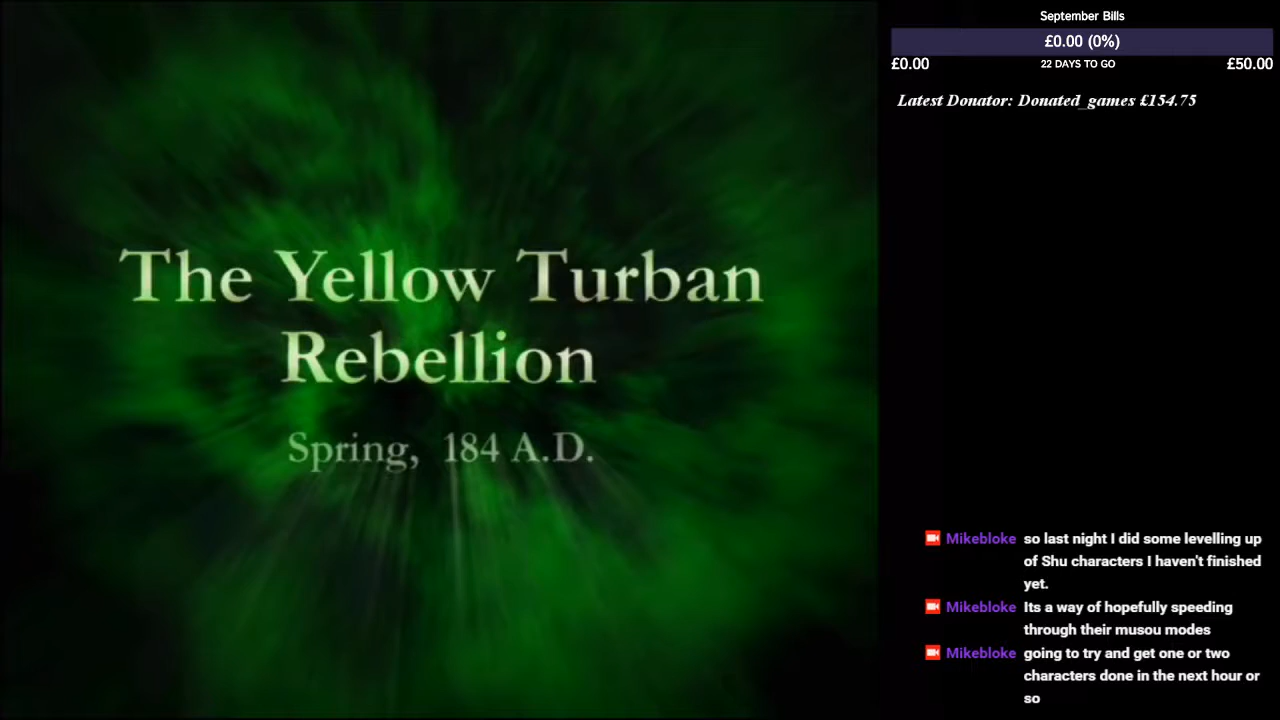 The Yellow Turban
Rebellion
Spring, 184 A.D.
September Bills
£0.00 (0%)
£0.00 22 DAYS TO GO £50.00
Latest Donator: Donated_games £154.75
Mikebloke so last night I did some levelling up
of Shu characters I haven't finished
yet.
Mikebloke Its a way of hopefully speeding
through their musou modes
Mikebloke going to try and get one or two
characters done in the next hour or
so